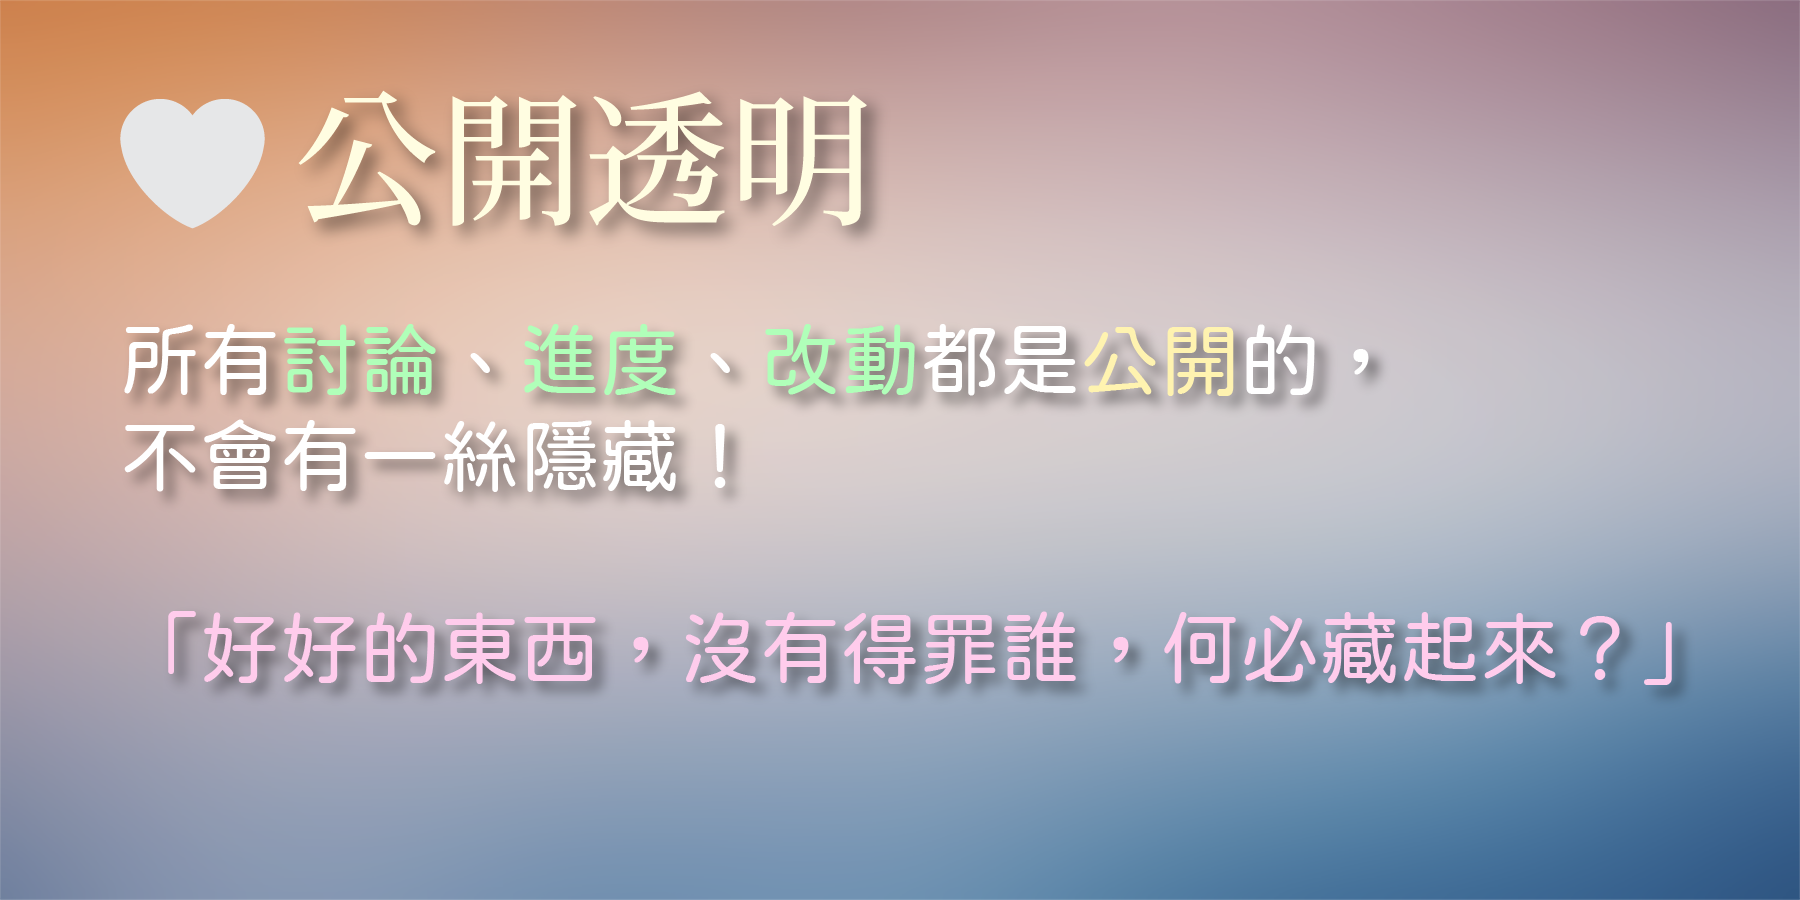 公開透明
所有討論、進度、改動都是公開的，
不會有一絲隱藏！
「好好的東西，沒有得罪誰，何必藏起來？」